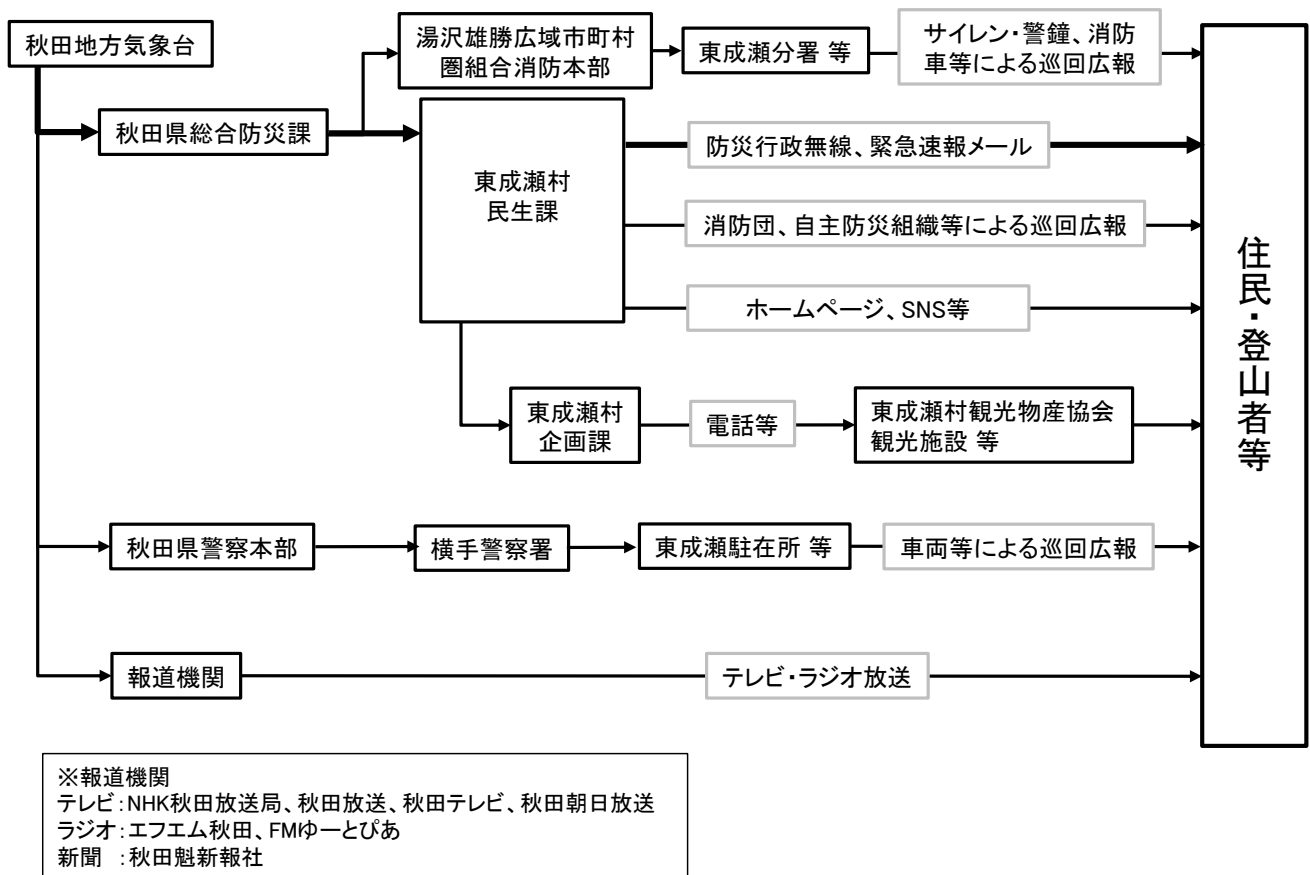 秋田地方気象台
湯沢雄勝広域市町村
圏組合消防本部
東成瀬分署 等
サイレン・警鐘、消防
車等による巡回広報
秋田県総合防災課
東成瀬村
民生課
防災行政無線、緊急速報メール
消防団、自主防災組織等による巡回広報
ホームページ、SNS等
東成瀬村
企画課
電話等
東成瀬村観光物産協会
観光施設 等
秋田県警察本部
横手警察署
東成瀬駐在所 等
車両等による巡回広報
報道機関
テレビ・ラジオ放送
住民・登山者等
※報道機関
テレビ:NHK秋田放送局、秋田放送、秋田テレビ、秋田朝日放送
ラジオ:エフエム秋田、FMゆーとぴあ
新聞 :秋田魁新報社